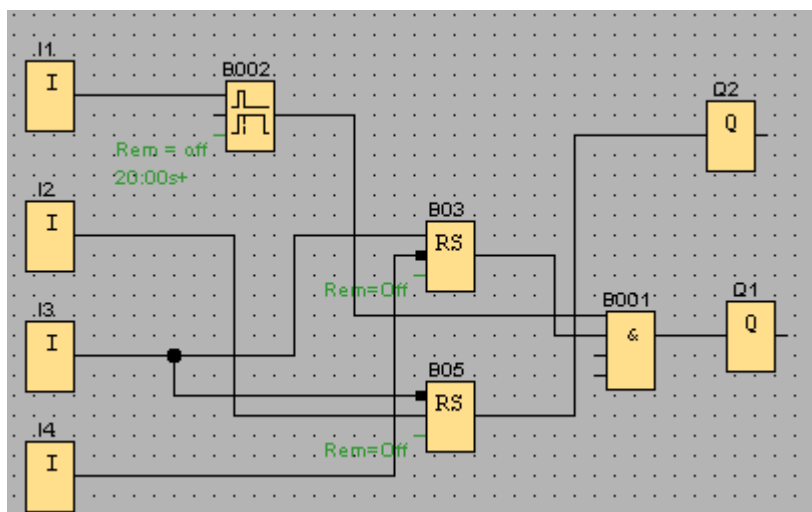 I1
I
B002
Rem = off
20:00s+
Q2
Q
I2
I
B03
RS
Rem=Off
B001
&
Q1
Q
I3
I
B05
RS
Rem=Off
I4
I